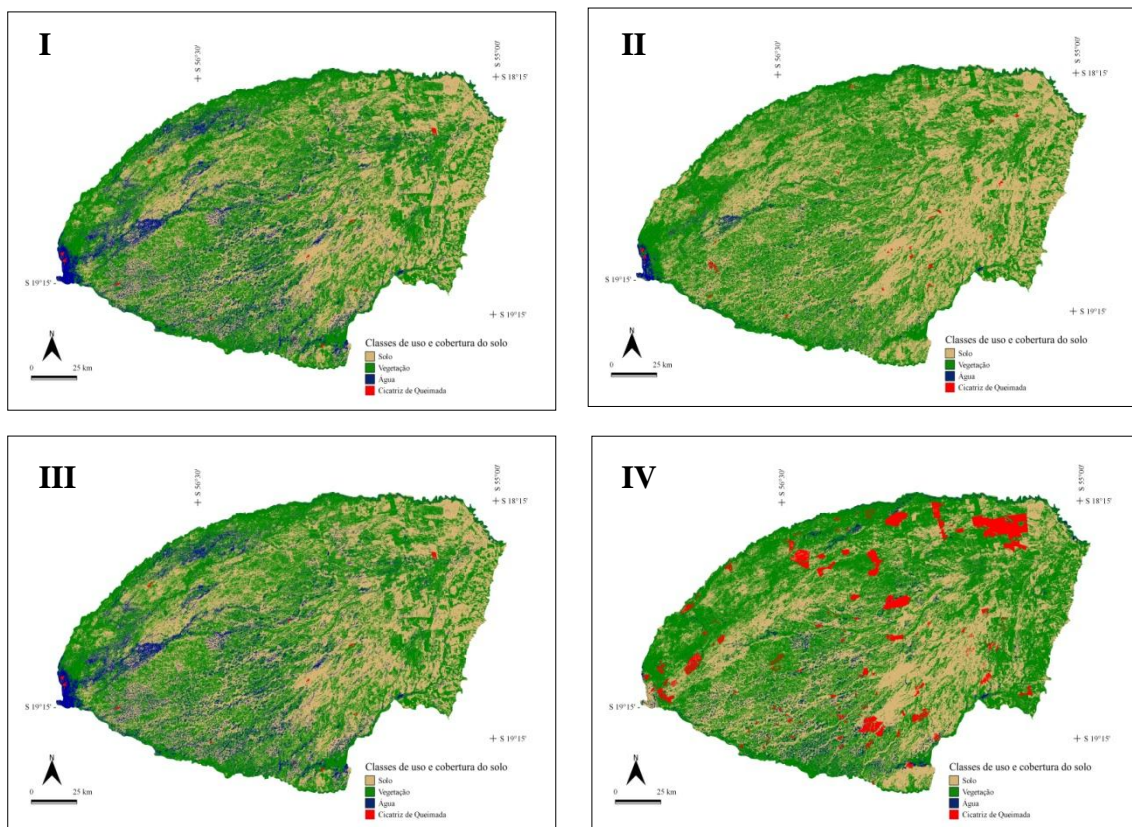 I
S 56°30'
S 55°00'
S 18°15'
S 19°15'
S 19°15'
N
0 25 km
Classes de uso e cobertura do solo
Solo
Vegetação
Água
Cicatriz de Queimada
II
S 56°30'
S 55°00'
S 18°15'
S 19°15'
S 19°15'
N
0 25 km
Classes de uso e cobertura do solo
Solo
Vegetação
Água
Cicatriz de Queimada
III
S 56°30'
S 55°00'
S 18°15'
S 19°15'
S 19°15'
N
0 25 km
Classes de uso e cobertura do solo
Solo
Vegetação
Água
Cicatriz de Queimada
IV
S 56°30'
S 55°00'
S 18°15'
S 19°15'
S 19°15'
N
0 25 km
Classes de uso e cobertura do solo
Solo
Vegetação
Água
Cicatriz de Queimada